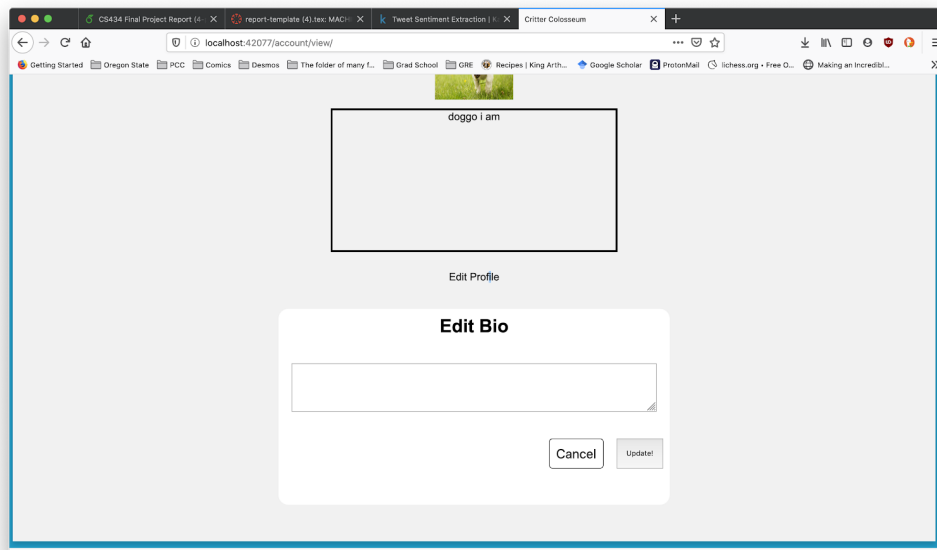 CS434 Final Project Report (4-
report-template (4).tex: MACH
Tweet Sentiment Extraction | K
Critter Colosseum
localhost:42077/account/view/
Getting Started Oregon State PCC Comics Desmos The folder of many f... Grad School GRE Recipes | King Arth... Google Scholar ProtonMail lichess.org • Free O... Making an Incredibl...
doggo i am
Edit Profile
Edit Bio
Cancel Update!